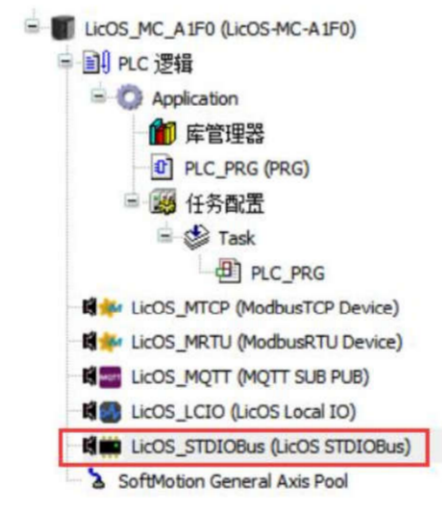 LicOS_MC_A1F0 (LicOS-MC-A1F0)
PLC 逻辑
Application
库管理器
PLC_PRG (PRG)
任务配置
Task
PLC_PRG
LicOS_MTCP (ModbusTCP Device)
LicOS_MRTU (ModbusRTU Device)
LicOS_MQTT (MQTT SUB PUB)
LicOS_LCIO (LicOS Local IO)
LicOS_STDIOBus (LicOS STDIOBus)
SoftMotion General Axis Pool